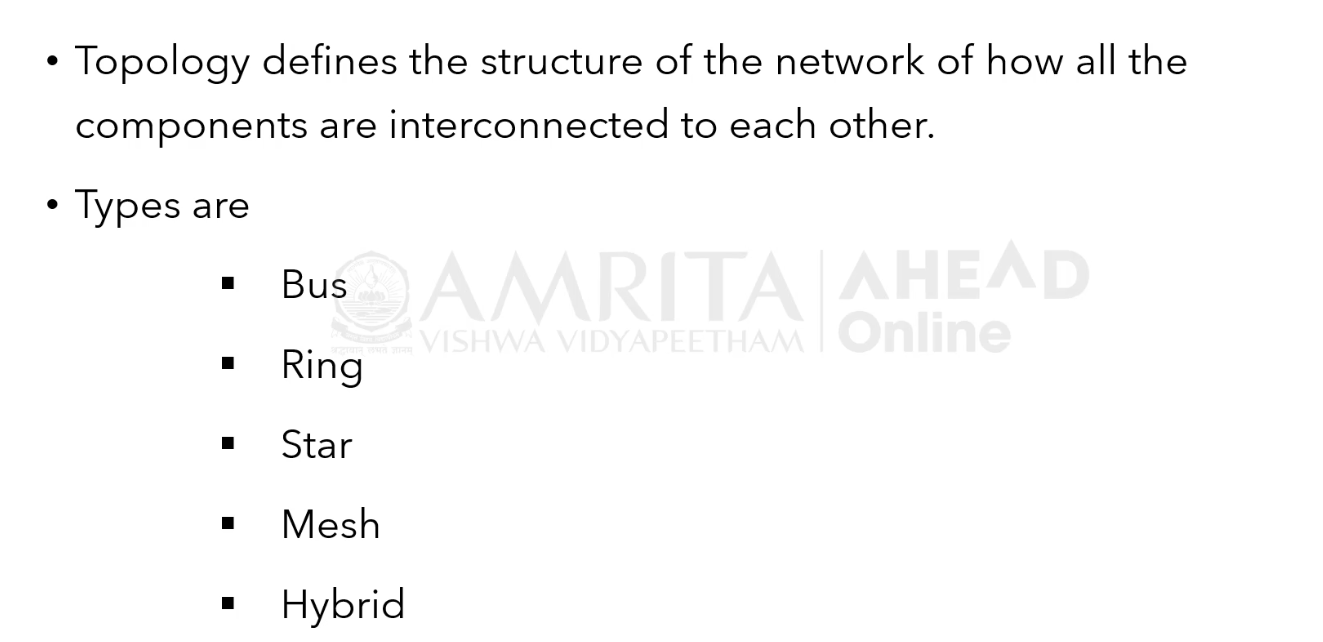 • Topology defines the structure of the network of how all the
components are interconnected to each other.
• Types are
▪ Bus
▪ Ring
▪ Star
▪ Mesh
▪ Hybrid
AMRITA
VISHWA VIDYAPEETHAM
AHEAD
Online